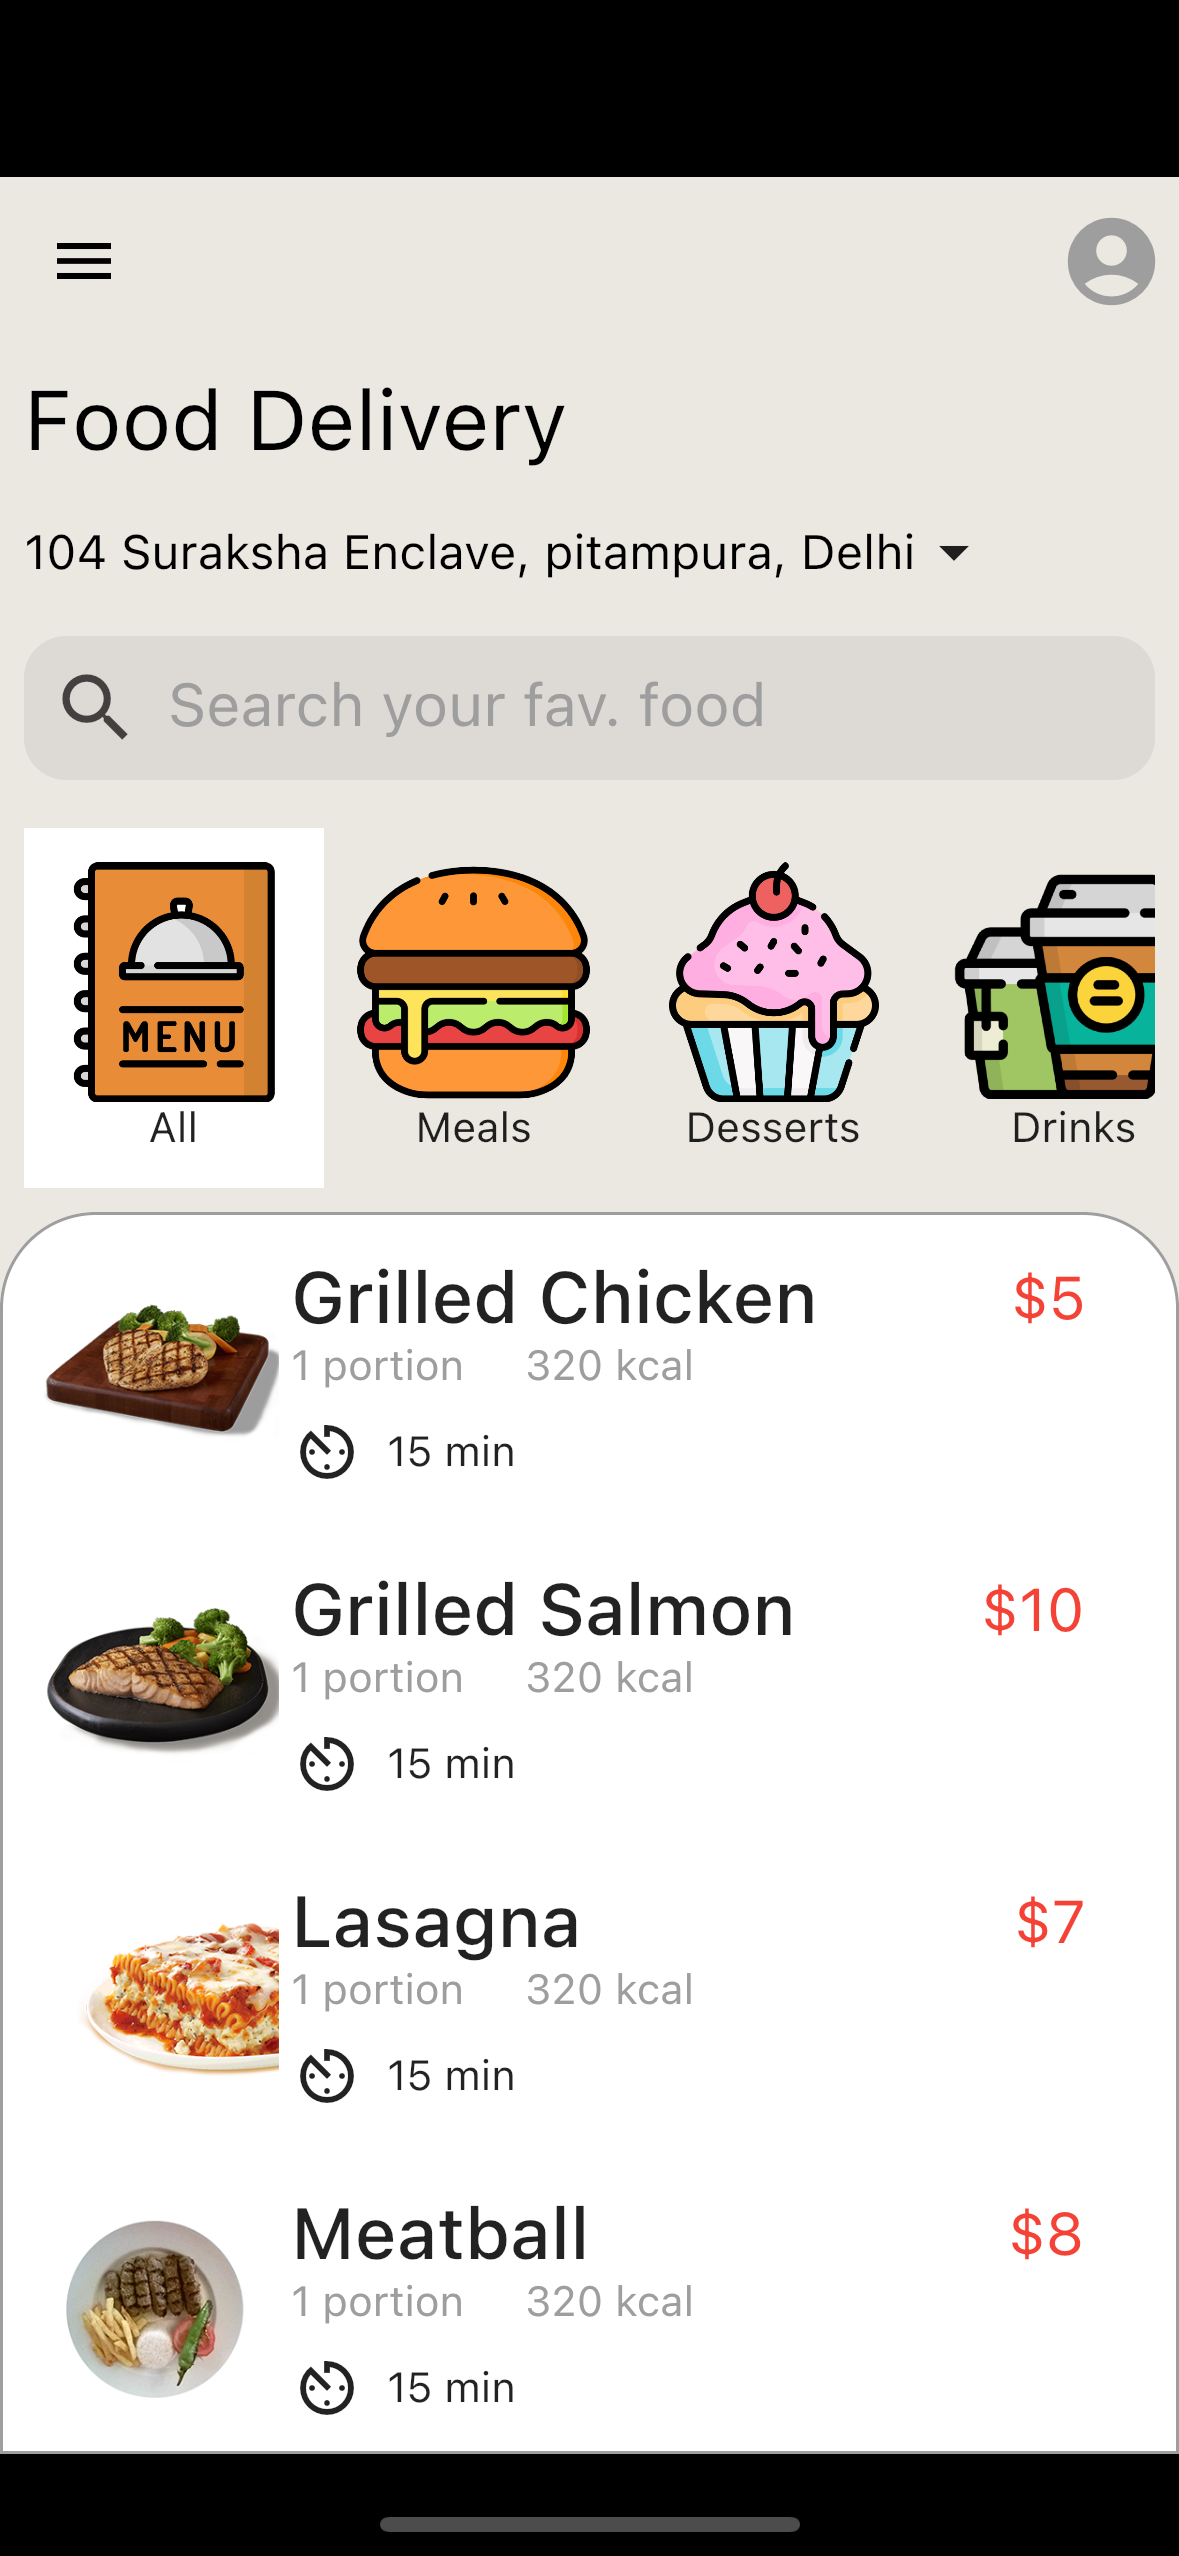 Food Delivery
104 Suraksha Enclave, pitampura, Delhi
Search your fav. food
MENU
All
Meals
Desserts
Drinks
Grilled Chicken
$5
1 portion 320 kcal
15 min
Grilled Salmon
$10
1 portion 320 kcal
15 min
Lasagna
$7
1 portion 320 kcal
15 min
Meatball
$8
1 portion 320 kcal
15 min